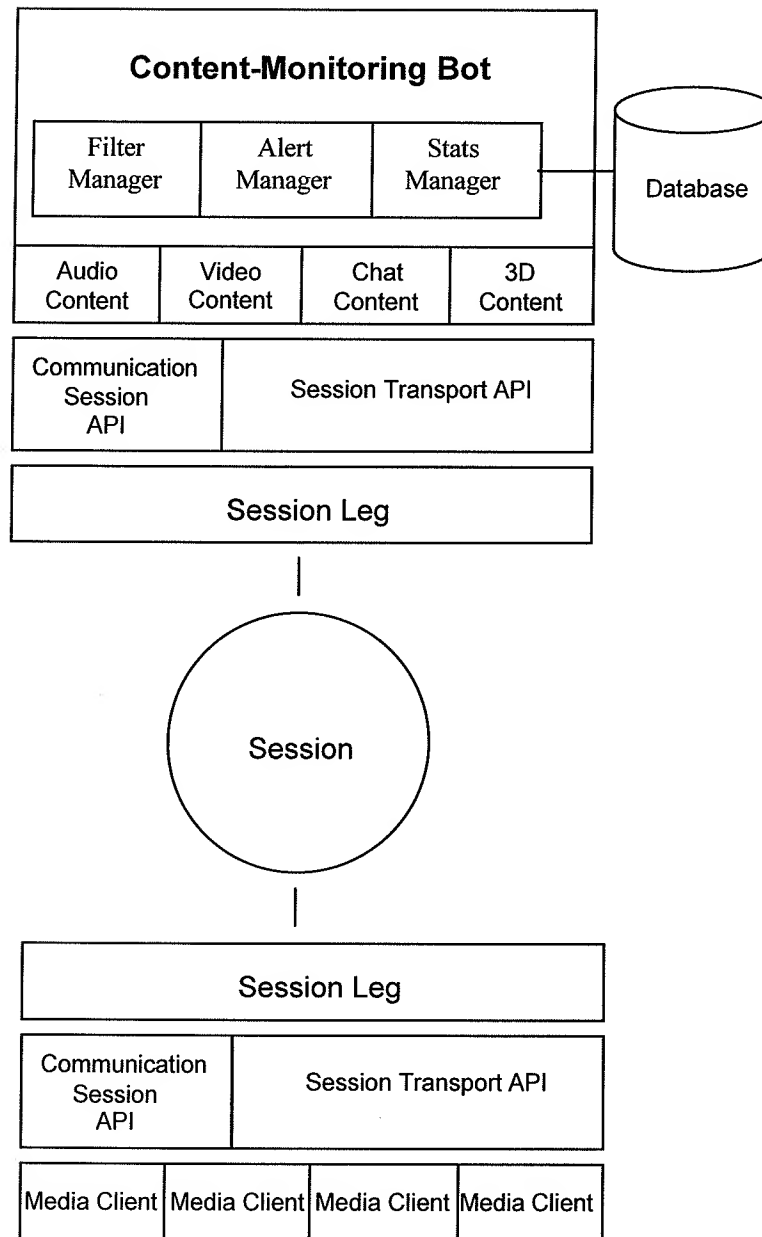 Content-Monitoring Bot
Filter
Manager
Alert
Manager
Stats
Manager
Database
Audio
Content
Video
Content
Chat
Content
3D
Content
Communication
Session
API
Session Transport API
Session Leg
Session
Session Leg
Communication
Session
API
Session Transport API
Media Client
Media Client
Media Client
Media Client